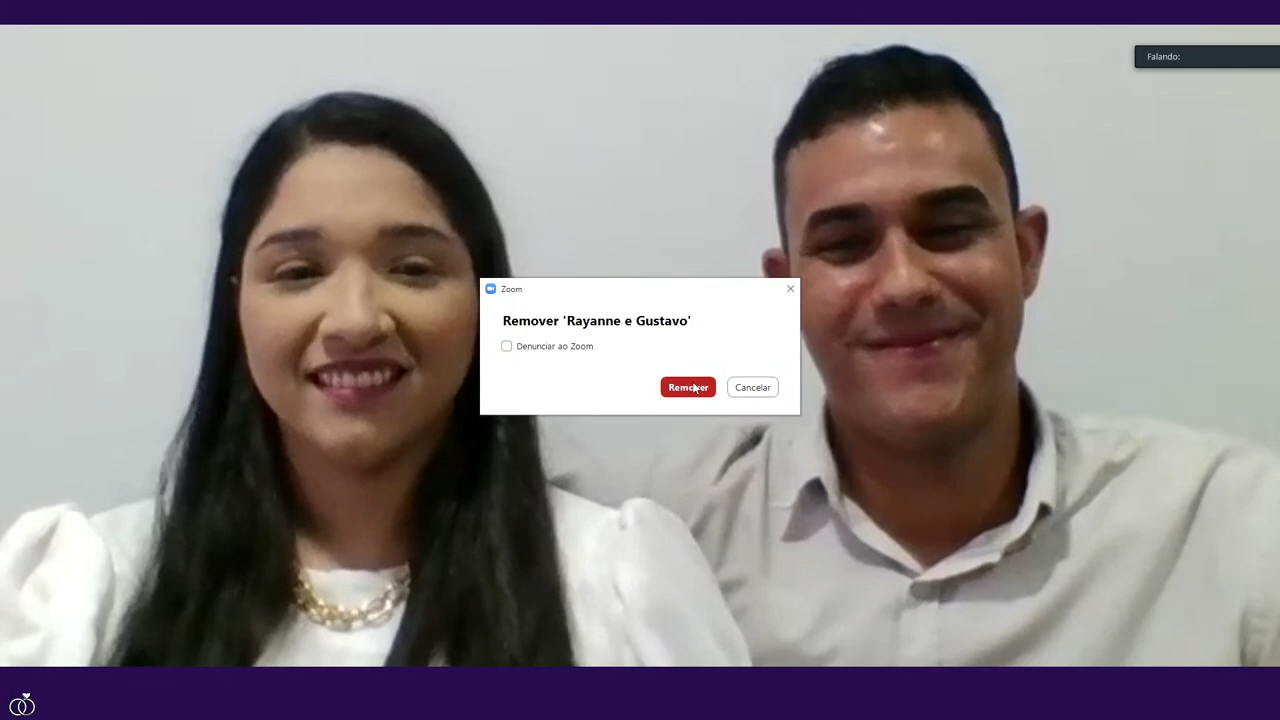 Falando:
Zoom
Remover 'Rayanne e Gustavo'
Denunciar ao Zoom
Remover Cancelar